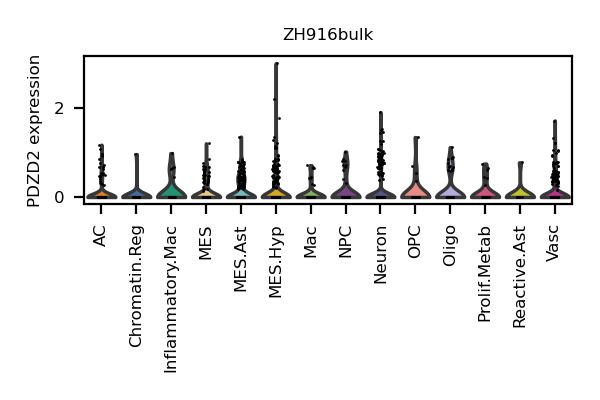 ZH916bulk
PDZD2 expression
2
0
AC
Chromatin.Reg
Inflammatory.Mac
MES
MES.Ast
MES.Hyp
Mac
NPC
Neuron
OPC
Oligo
Prolif.Metab
Reactive.Ast
Vasc